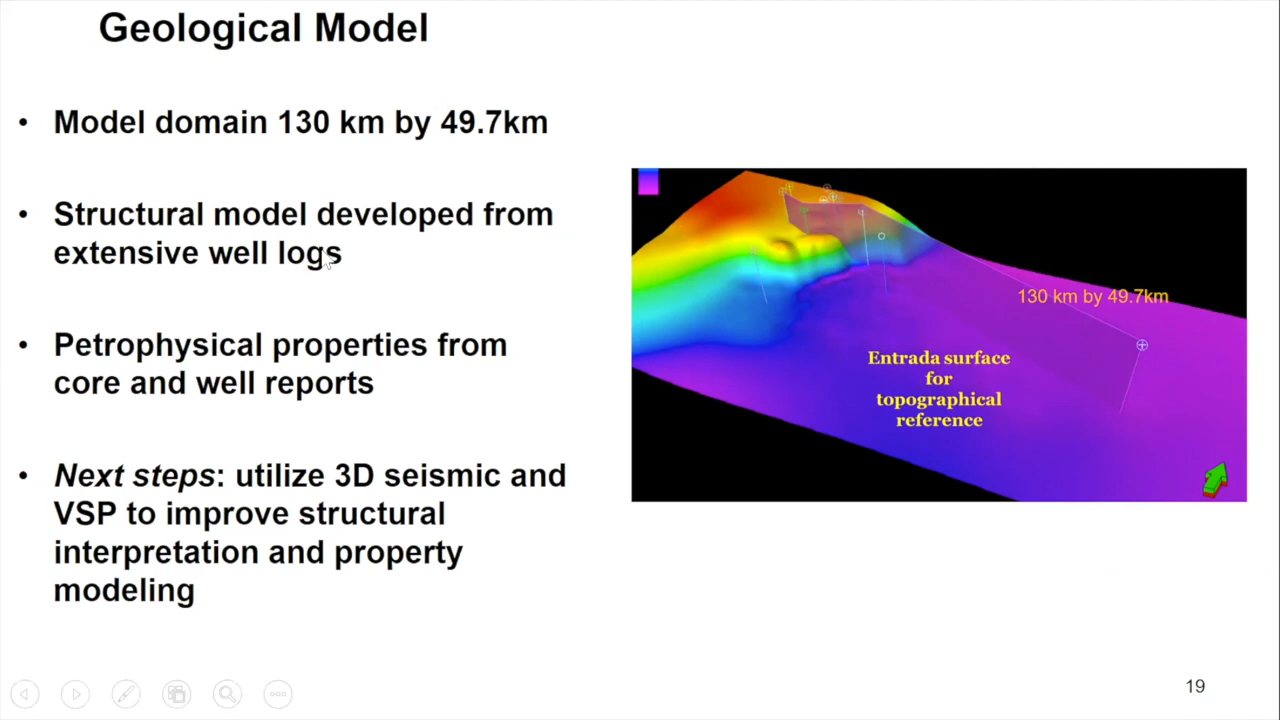 Geological Model
• Model domain 130 km by 49.7km
• Structural model developed from
extensive well logs
• Petrophysical properties from
core and well reports
• Next steps: utilize 3D seismic and
VSP to improve structural
interpretation and property
modeling
130 km by 49.7km
Entrada surface
for
topographical
reference
19